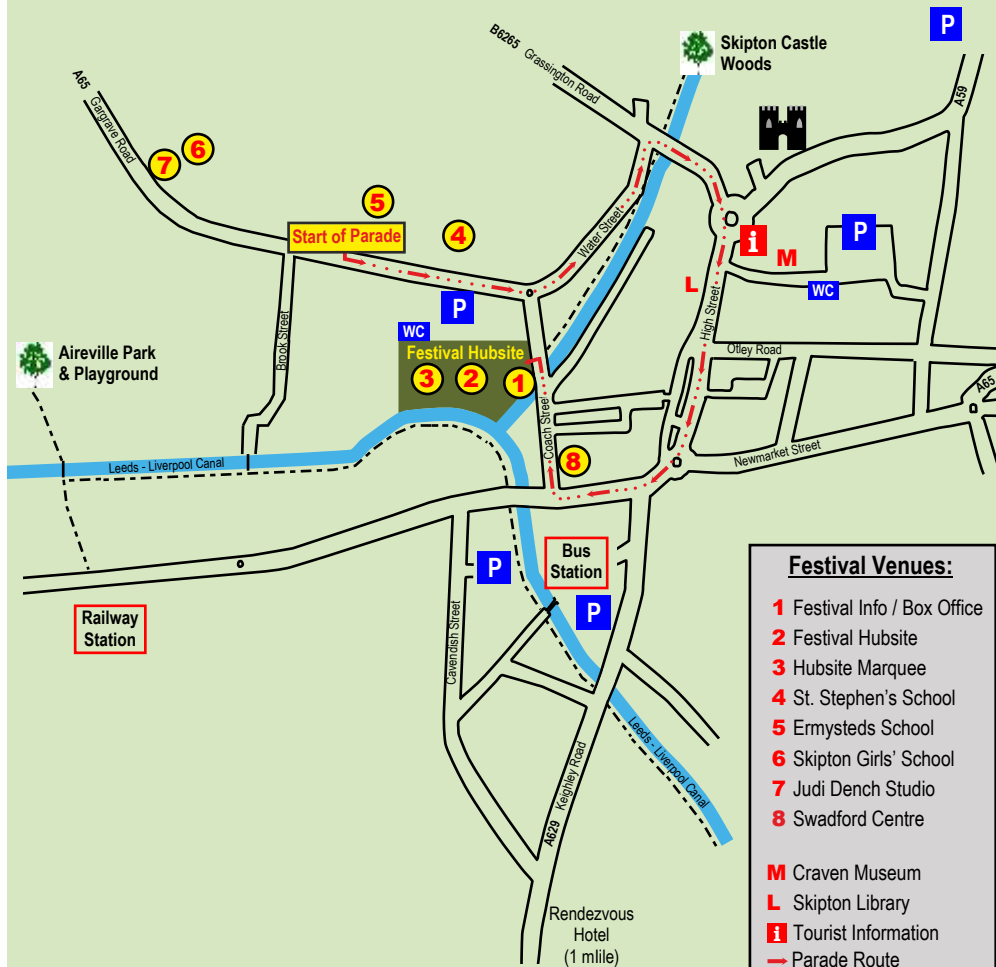 P
B6265
Grassington Road
Skipton Castle
Woods
A59
A65
Gargrave Road
7
6
5
Start of Parade
4
Water Street
i
M
P
L
WC
High Street
P
WC
Festival Hubsite
3
2
1
Otley Road
A65
Brook Street
Aireville Park
& Playground
Coach Street
8
Newmarket Street
Leeds - Liverpool Canal
P
Bus
Station
P
Railway
Station
Cavendish Street
Leeds - Liverpool Canal
A629
Keighley Road
Rendezvous
Hotel
(1 mlile)
Festival Venues:
1 Festival Info / Box Office
2 Festival Hubsite
3 Hubsite Marquee
4 St. Stephen's School
5 Ermysteds School
6 Skipton Girls' School
7 Judi Dench Studio
8 Swadford Centre
M Craven Museum
L Skipton Library
i Tourist Information
Parade Route